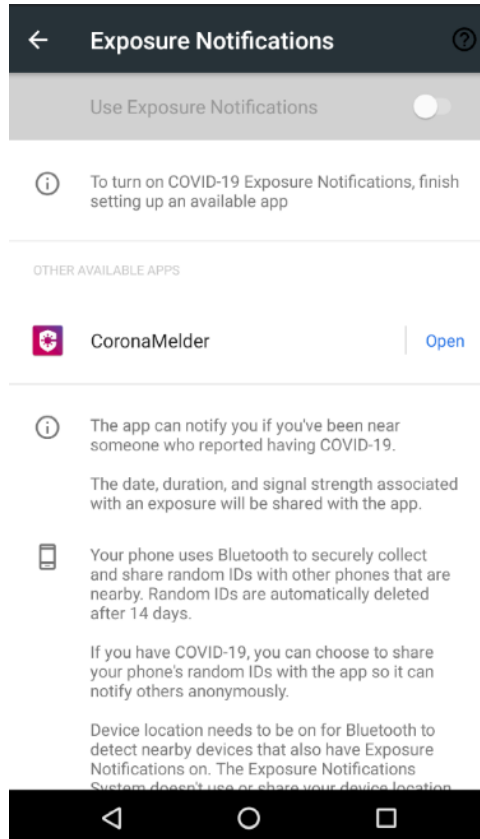 Exposure Notifications
Use Exposure Notifications
To turn on COVID-19 Exposure Notifications, finish
setting up an available app
OTHER AVAILABLE APPS
CoronaMelder
Open
The app can notify you if you've been near
someone who reported having COVID-19.
The date, duration, and signal strength associated
with an exposure will be shared with the app.
Your phone uses Bluetooth to securely collect
and share random IDs with other phones that are
nearby. Random IDs are automatically deleted
after 14 days.
If you have COVID-19, you can choose to share
your phone's random IDs with the app so it can
notify others anonymously.
Device location needs to be on for Bluetooth to
detect nearby devices that also have Exposure
Notifications on. The Exposure Notifications
System doesn't use or share your device location